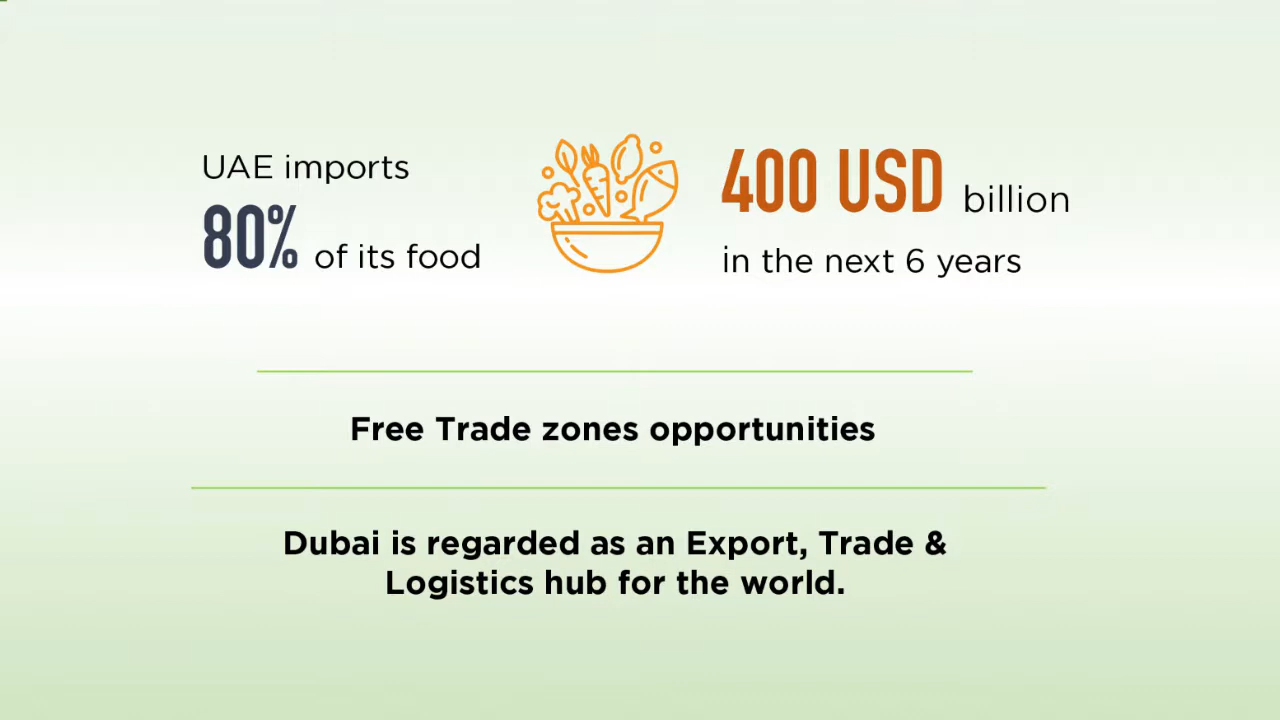 UAE imports
80% of its food
400 USD billion
in the next 6 years
Free Trade zones opportunities
Dubai is regarded as an Export, Trade &
Logistics hub for the world.